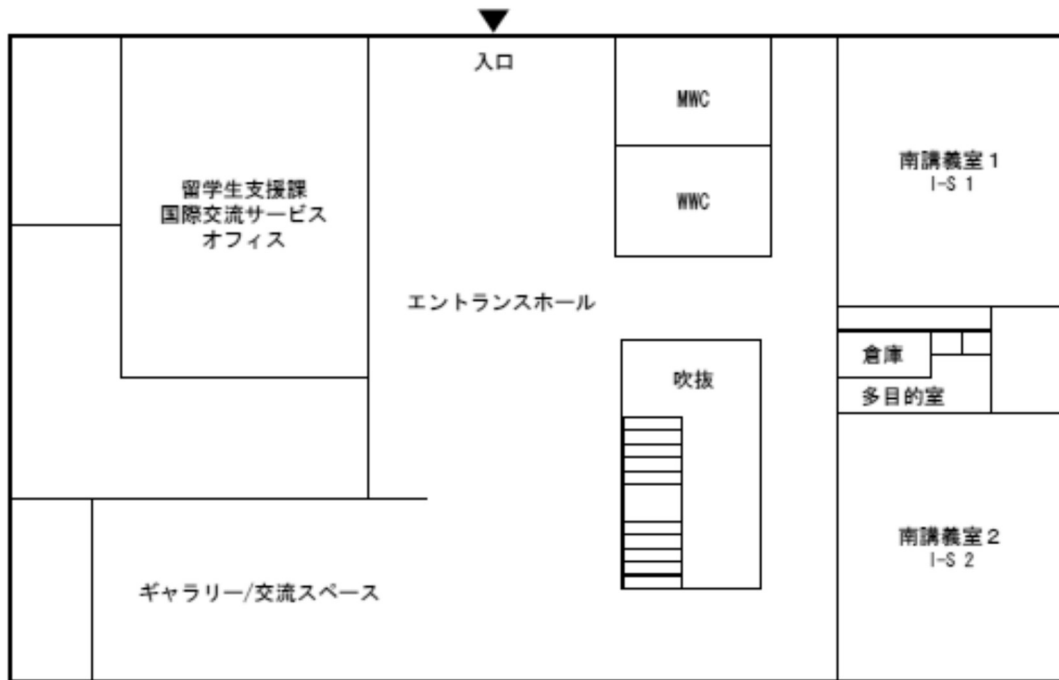 入口
MWC
南講義室1
I-S 1
留学生支援課
国際交流サービス
オフィス
WWC
エントランスホール
倉庫
吹抜
多目的室
南講義室2
I-S 2
ギャラリー/交流スペース